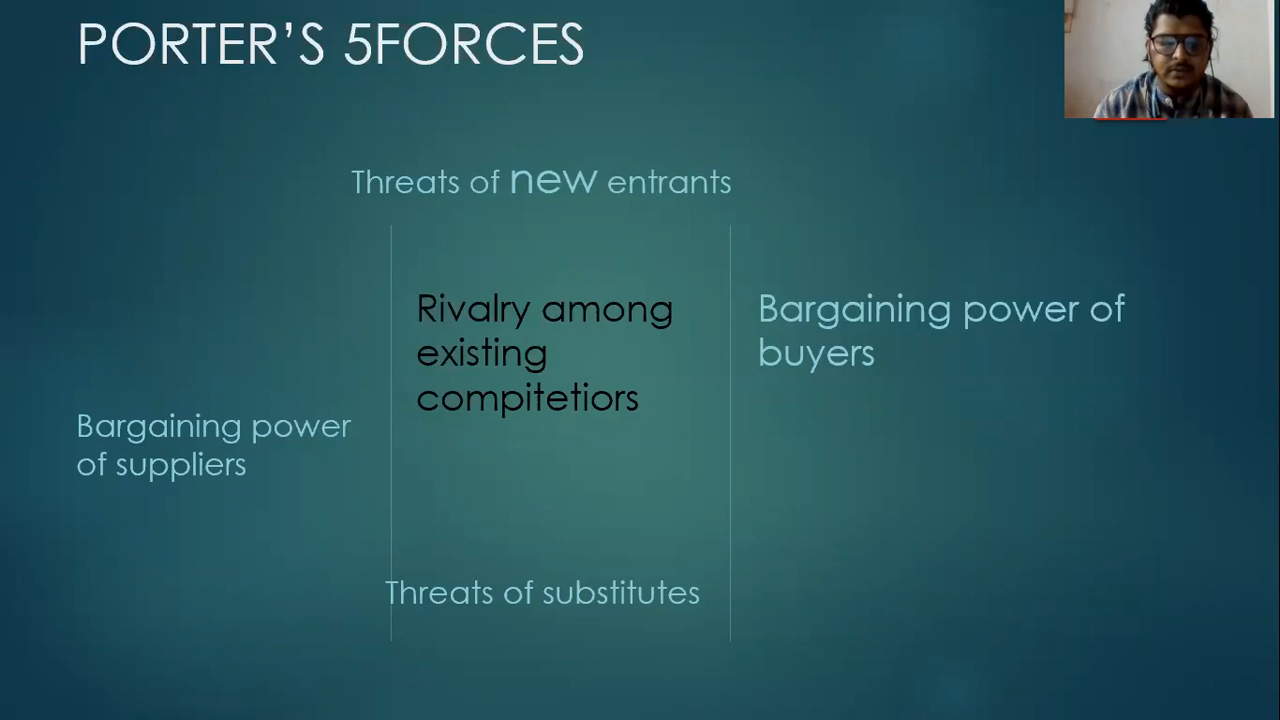 PORTER’S 5FORCES
Threats of new entrants
Rivalry among
existing
compitetiors
Bargaining power of
buyers
Bargaining power
of suppliers
Threats of substitutes